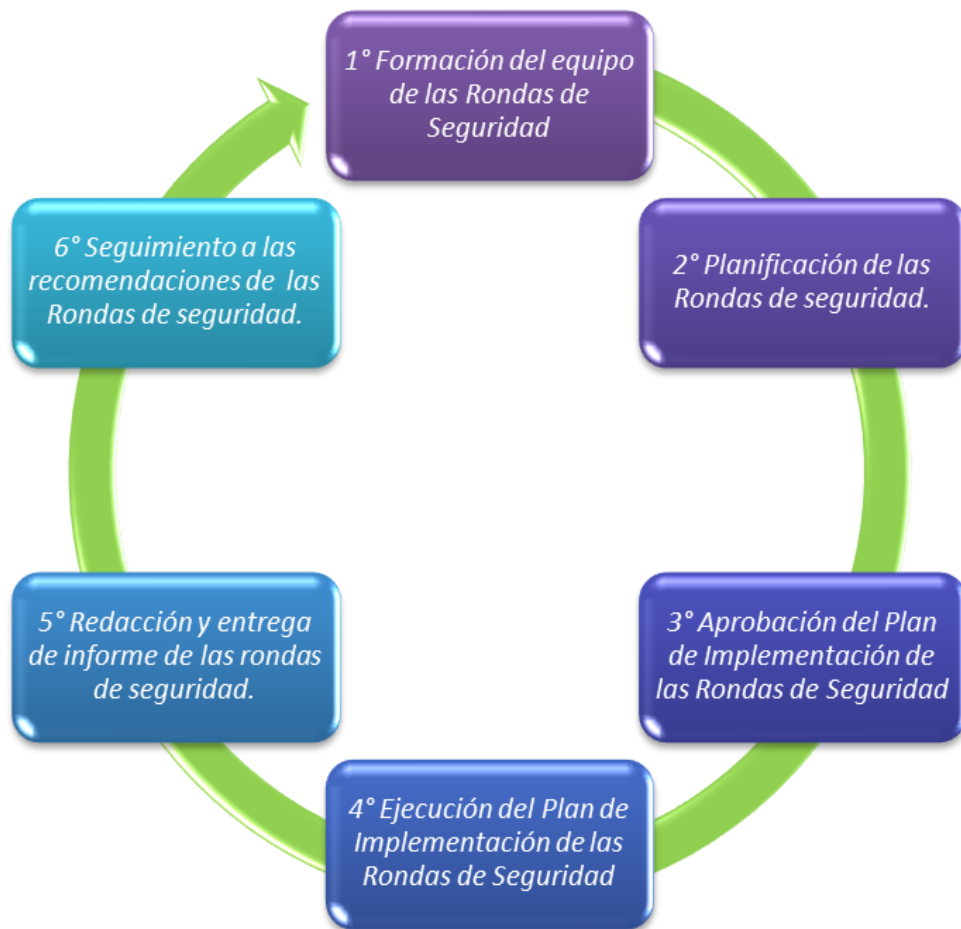 1° Formación del equipo
de las Rondas de
Seguridad
2° Planificación de las
Rondas de seguridad.
3° Aprobación del Plan
de Implementación de
las Rondas de Seguridad
4° Ejecución del Plan de
Implementación de las
Rondas de Seguridad
5° Redacción y entrega
de informe de las rondas
de seguridad.
6° Seguimiento a las
recomendaciones de las
Rondas de seguridad.